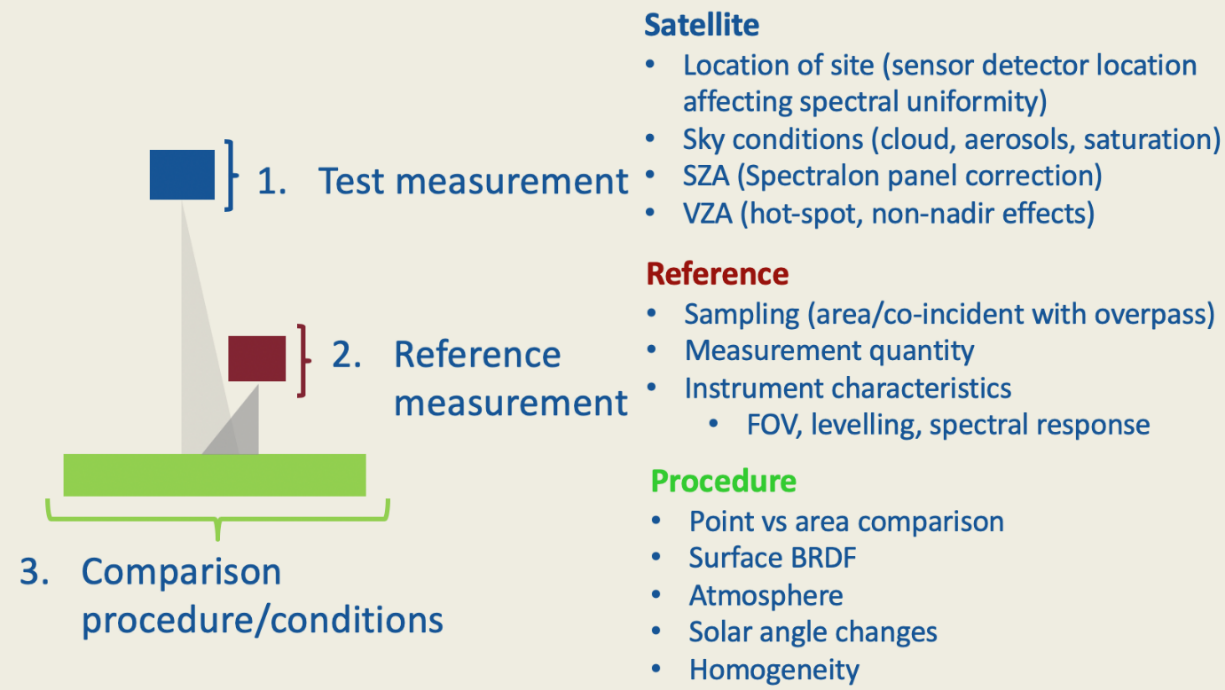 1. Test measurement
2. Reference
measurement
3. Comparison
procedure/conditions
Satellite
• Location of site (sensor detector location
affecting spectral uniformity)
• Sky conditions (cloud, aerosols, saturation)
• SZA (Spectralon panel correction)
• VZA (hot-spot, non-nadir effects)
Reference
• Sampling (area/co-incident with overpass)
• Measurement quantity
• Instrument characteristics
• FOV, levelling, spectral response
Procedure
• Point vs area comparison
• Surface BRDF
• Atmosphere
• Solar angle changes
• Homogeneity